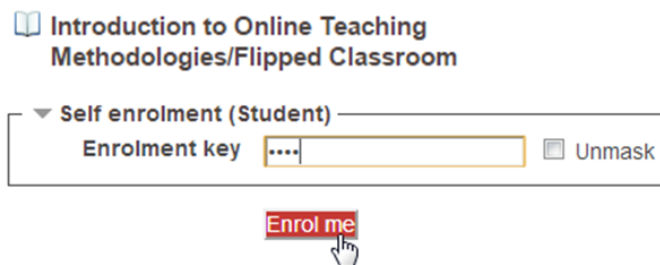 Introduction to Online Teaching
Methodologies/Flipped Classroom
Self enrolment (Student)
Enrolment key •••• Unmask
Enrol me